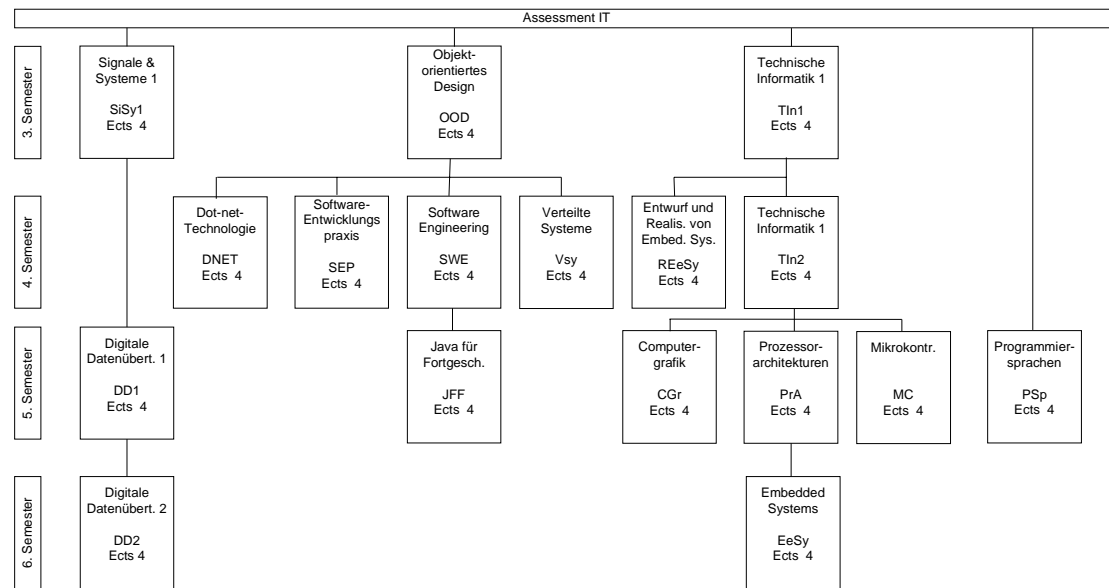 Assessment IT
3. Semester
Signale &
Systeme 1
SiSy1
Ects 4
Objekt-
orientiertes
Design
OOD
Ects 4
Technische
Informatik 1
TIn1
Ects 4
4. Semester
Dot-net-
Technologie
DNET
Ects 4
Software-
Entwicklungs
praxis
SEP
Ects 4
Software
Engineering
SWE
Ects 4
Verteilte
Systeme
Vsy
Ects 4
Entwurf und
Realis. von
Embed. Sys.
REeSy
Ects 4
Technische
Informatik 1
TIn2
Ects 4
5. Semester
Digitale
Datenübert. 1
DD1
Ects 4
Java für
Fortgesch.
JFF
Ects 4
Computer-
grafik
CGr
Ects 4
Prozessor-
architekturen
PrA
Ects 4
Mikrokontr.
MC
Ects 4
Programmier-
sprachen
PSp
Ects 4
6. Semester
Digitale
Datenübert. 2
DD2
Ects 4
Embedded
Systems
EeSy
Ects 4